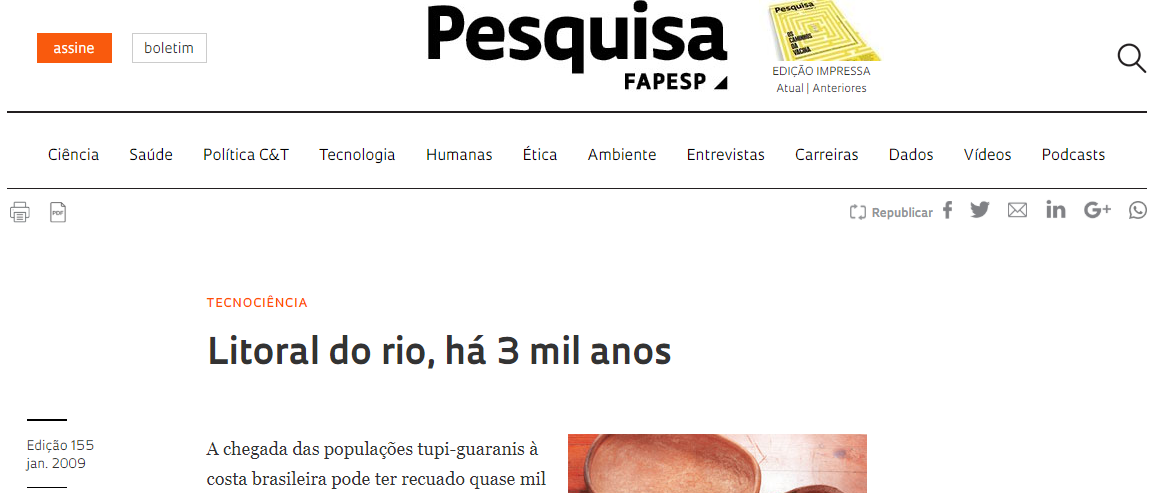 assine
boletim
Pesquisa
FAPESP
Pesquisa
OS CAMINHOS DA VACINA
EDIÇÃO IMPRESSA
Atual | Anteriores
Ciência Saúde Política C&T Tecnologia Humanas Ética Ambiente Entrevistas Carreiras Dados Vídeos Podcasts
PDF
Republicar
TECNOCIÊNCIA
Litoral do rio, há 3 mil anos
Edição 155
jan. 2009
A chegada das populações tupi-guaranis à
costa brasileira pode ter recuado quase mil